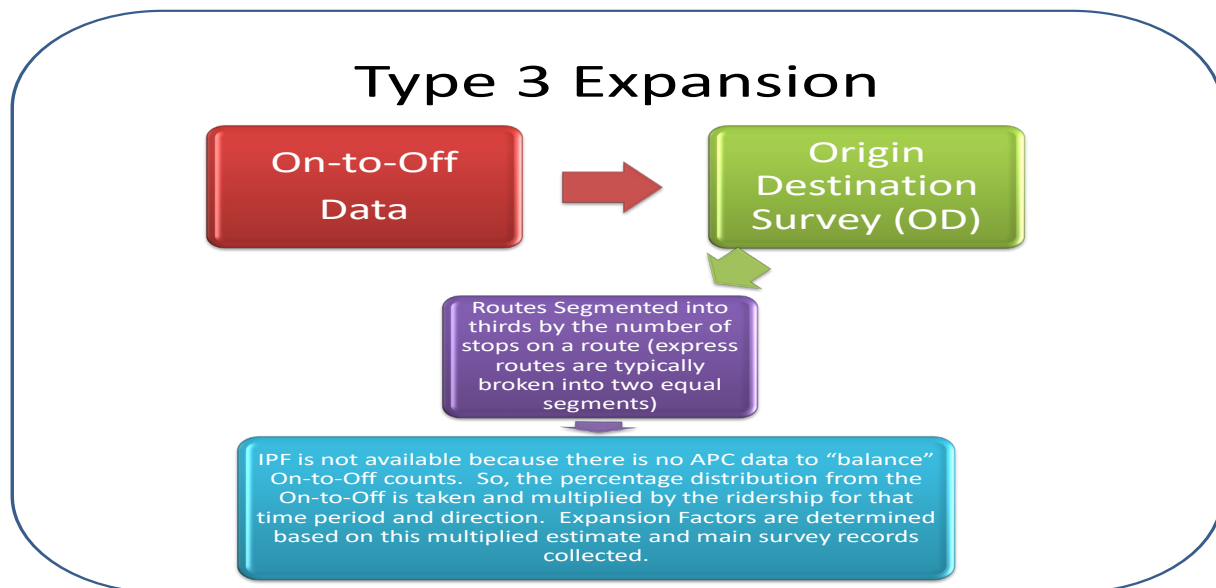 Type 3 Expansion
On-to-Off
Data
Origin
Destination
Survey (OD)
Routes Segmented into
thirds by the number of
stops on a route (express
routes are typically
broken into two equal
segments)
IPF is not available because there is no APC data to “balance”
On-to-Off counts.  So, the percentage distribution from the
On-to-Off is taken and multiplied by the ridership for that
time period and direction.  Expansion Factors are determined
based on this multiplied estimate and main survey records
collected.